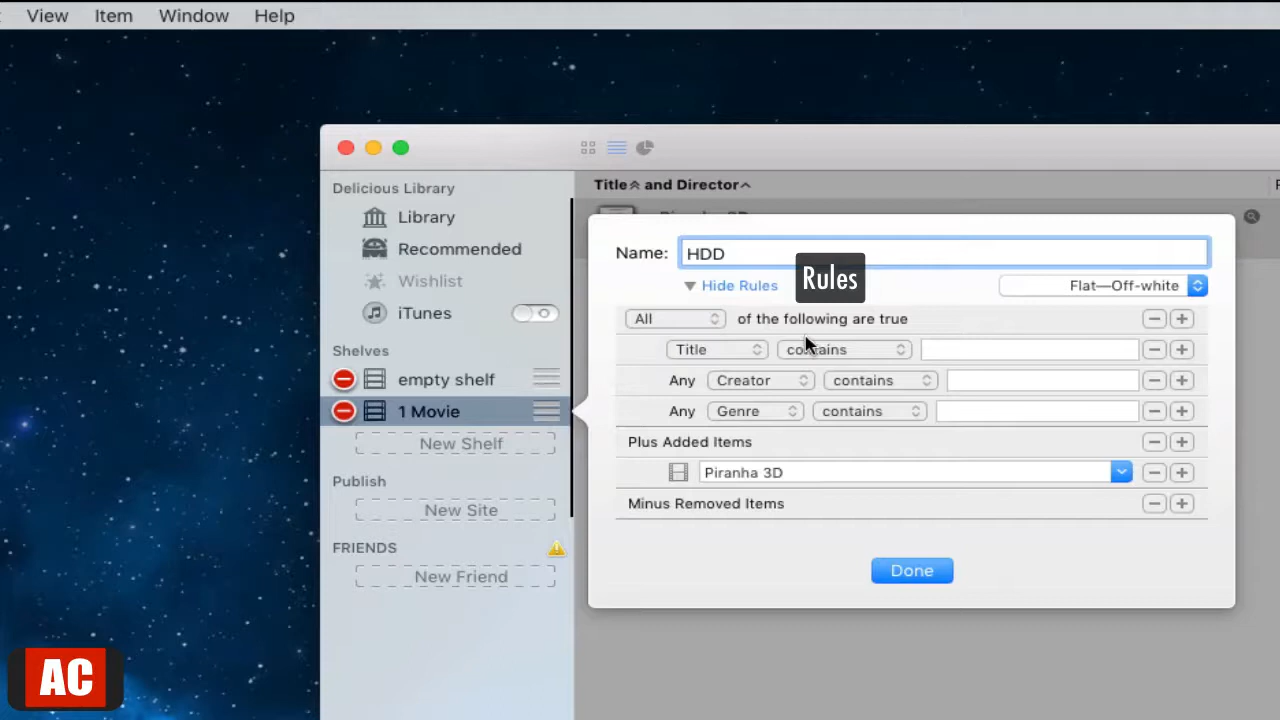 View Item Window Help
Delicious Library
Library
Recommended
Wishlist
iTunes
Shelves
empty shelf
1 Movie
New Shelf
Publish
New Site
FRIENDS
New Friend
Title and Director
Name: HDD
Rules
Hide Rules Flat—Off-white
All of the following are true
Title contains
Any Creator contains
Any Genre contains
Plus Added Items
Piranha 3D
Minus Removed Items
Done
AC